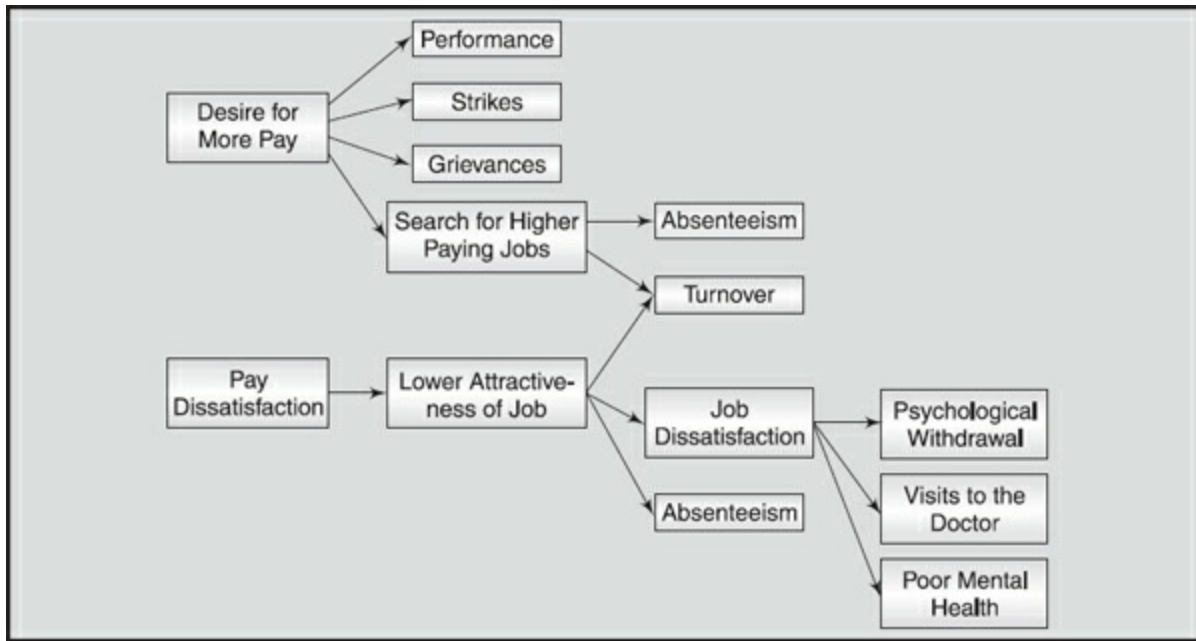 Performance
Desire for
More Pay
Strikes
Grievances
Search for Higher
Paying Jobs
Absenteeism
Turnover
Pay
Dissatisfaction
Lower Attractive-
ness of Job
Job
Dissatisfaction
Psychological
Withdrawal
Absenteeism
Visits to the
Doctor
Poor Mental
Health